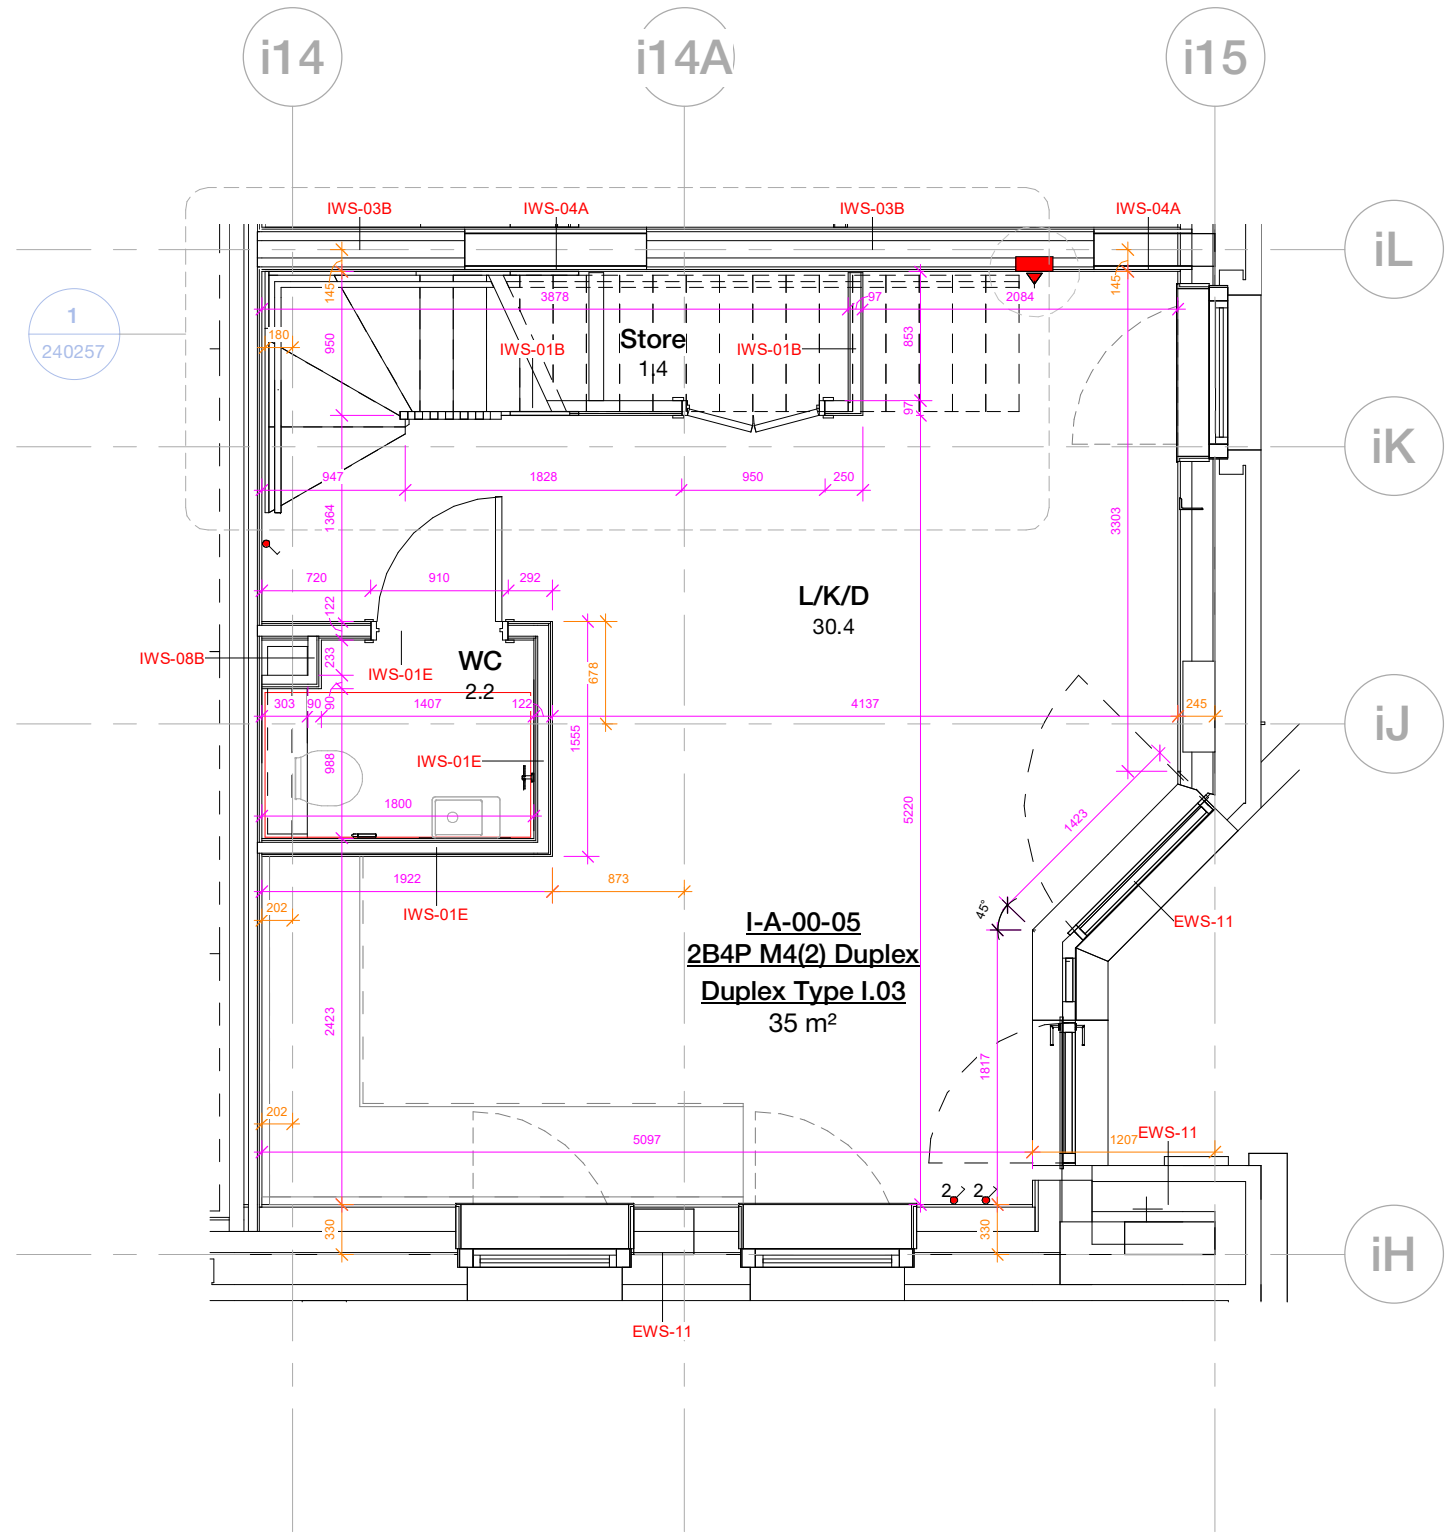 i14
i14A
i15
IWS-03B
IWS-04A
IWS-03B
IWS-04A
iL
145
145
1
240257
3878
97
2084
180
950
IWS-01B
Store
1.4
IWS-01B
853
97
iK
947
1828
950
250
1364
3303
720
910
292
122
L/K/D
30.4
IWS-08B
233
IWS-01E
WC
2.2
678
303
90
90
1407
122
4137
245
iJ
1555
988
IWS-01E
1800
5220
1423
1922
873
202
IWS-01E
45°
I-A-00-05
2B4P M4(2) Duplex
Duplex Type I.03
35 m²
EWS-11
2423
1817
202
5097
1207
EWS-11
2
2
330
330
iH
EWS-11